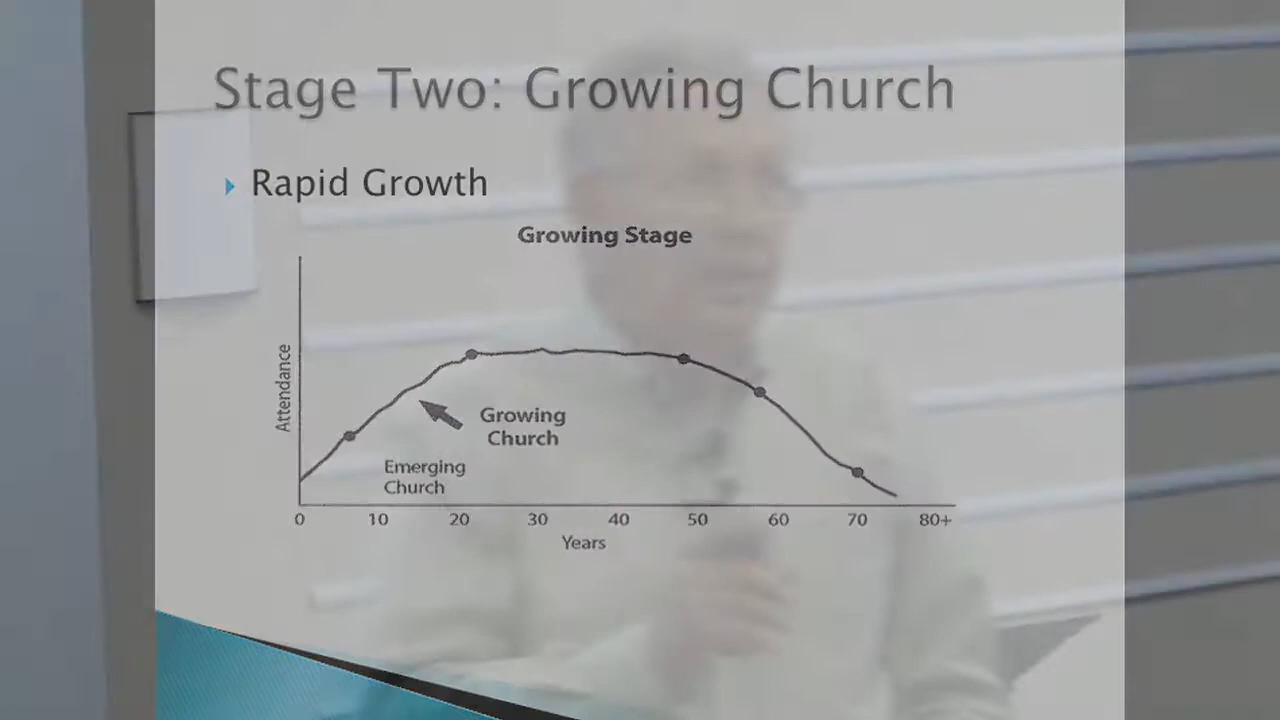 Stage Two: Growing Church
Rapid Growth
Growing Stage
Attendance
Growing
Church
Emerging
Church
0 10 20 30 40 50 60 70 80+
Years